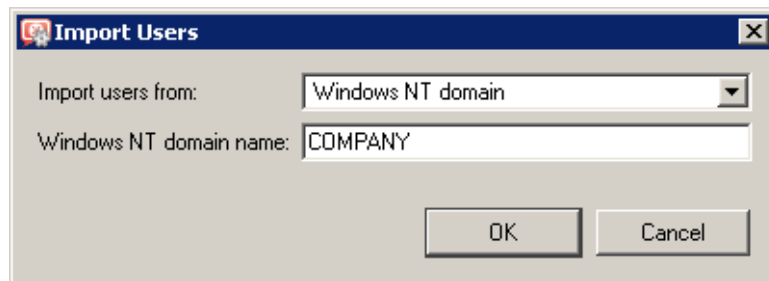 Import Users
Import users from: Windows NT domain
Windows NT domain name: COMPANY
OK Cancel